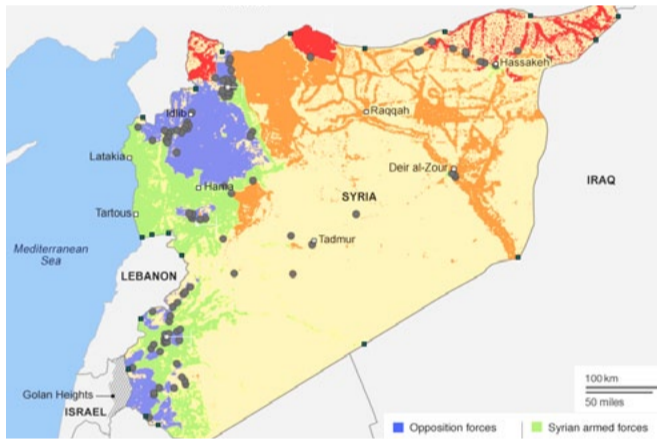 Hassakeh
Idlib
Raqqah
Latakia
Deir al-Zour
IRAQ
Hama
SYRIA
Tartous
Tadmur
Mediterranean
Sea
LEBANON
100 km
50 miles
Golan Heights
ISRAEL
Opposition forces
Syrian armed forces